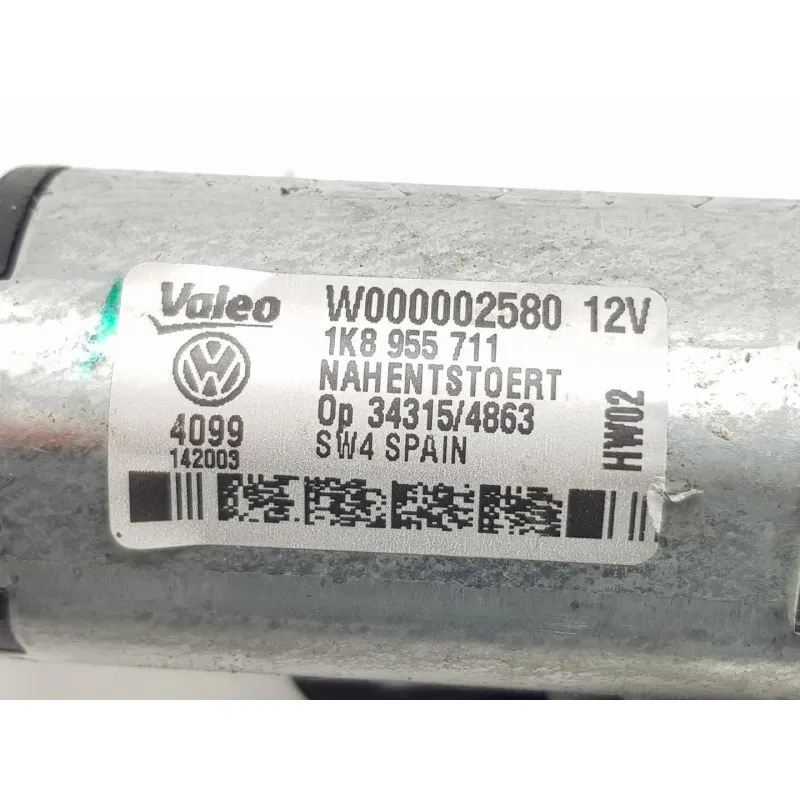 Valeo W000002580 12V
1K8 955 711
NAHENTSTOERT
4099 Op 34315/4863
142003 SW4 SPAIN
HW02